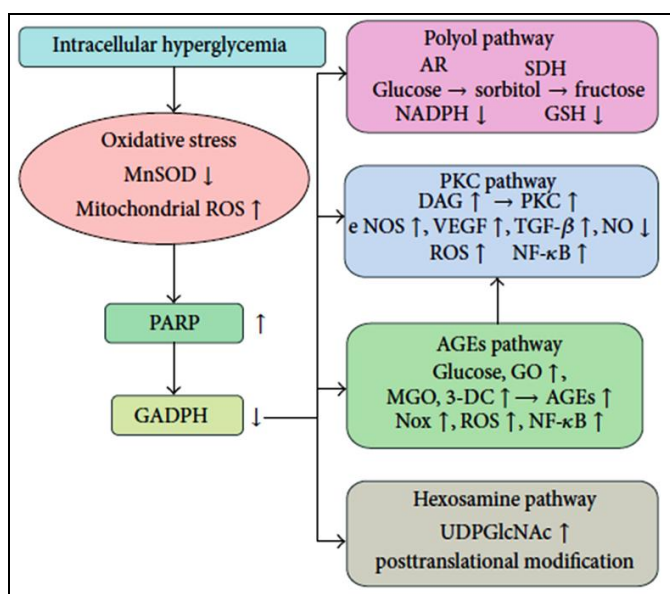 Intracellular hyperglycemia
Oxidative stress
MnSOD ↓
Mitochondrial ROS ↑
PARP ↑
GADPH ↓
Polyol pathway
AR SDH
Glucose → sorbitol → fructose
NADPH ↓ GSH ↓
PKC pathway
DAG ↑ → PKC ↑
e NOS ↑, VEGF ↑, TGF-β ↑, NO ↓
ROS ↑ NF-κB ↑
AGEs pathway
Glucose, GO ↑,
MGO, 3-DC ↑ → AGEs ↑
Nox ↑, ROS ↑, NF-κB ↑
Hexosamine pathway
UDPGlcNAc ↑
posttranslational modification